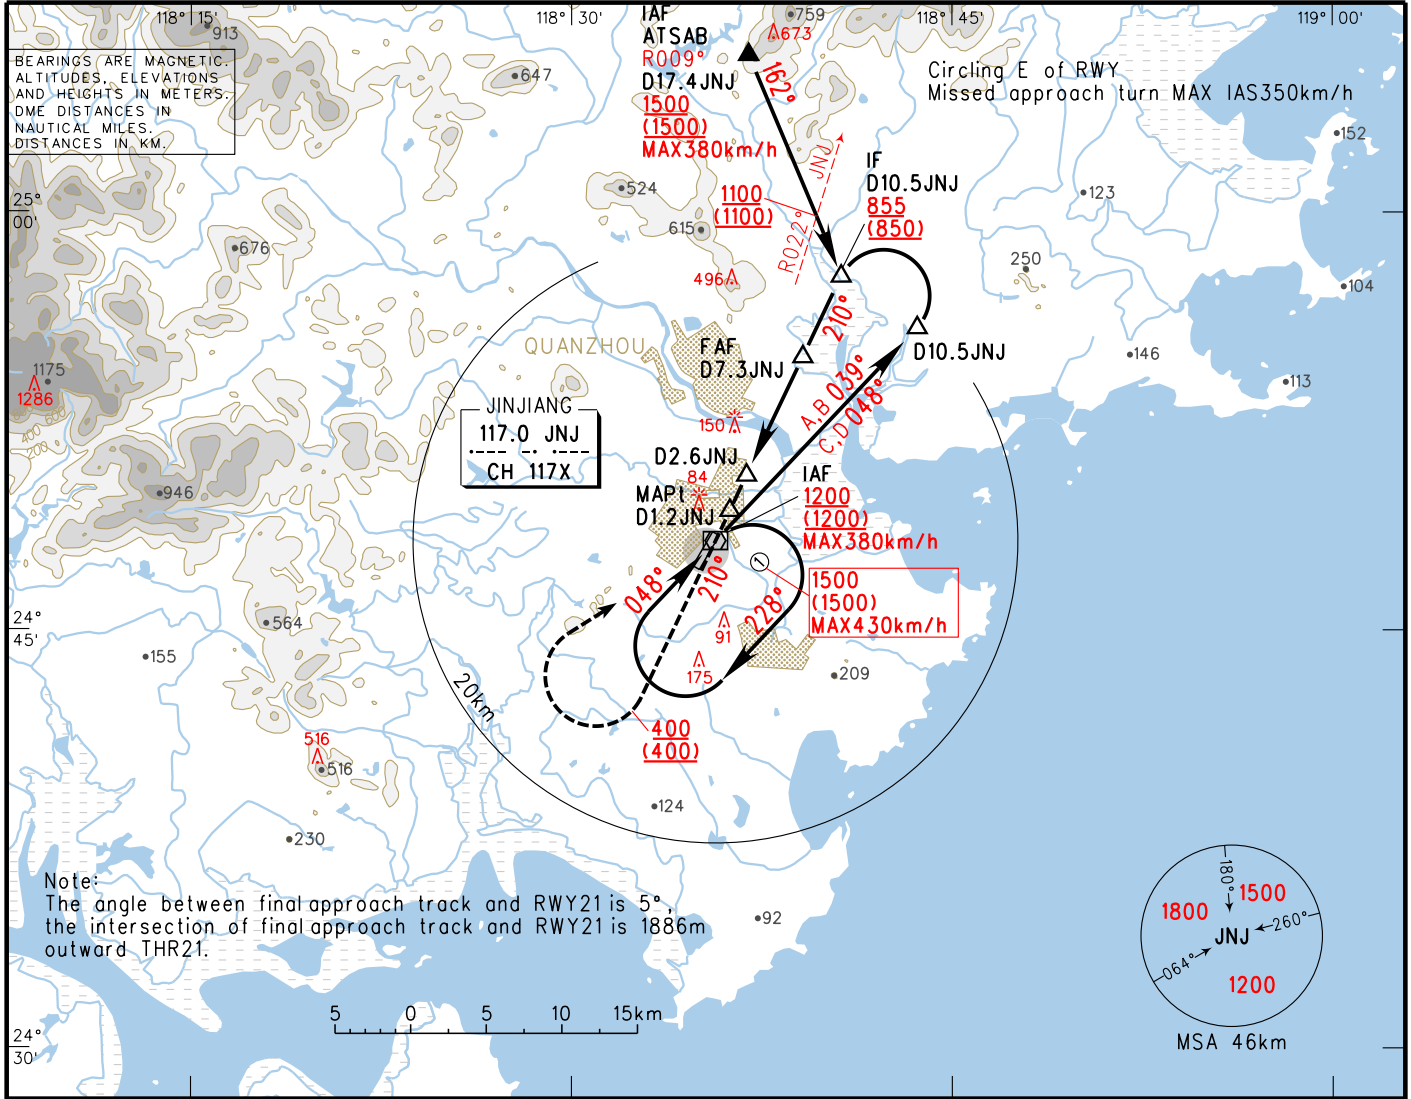 118° 15'
118° 30'
118° 45'
119° 00'
BEARINGS ARE MAGNETIC.
ALTITUDES, ELEVATIONS
AND HEIGHTS IN METERS.
DME DISTANCES IN
NAUTICAL MILES.
DISTANCES IN KM.
IAF
ATSAB
R009°
D17.4JNJ
1500
(1500)
MAX380km/h
Circling E of RWY
Missed approach turn MAX IAS350km/h
913
647
759
673
162°
152
524
123
25°
00'
1100
(1100)
R022° JNJ
IF
D10.5JNJ
855
(850)
615
676
496
250
104
210°
QUANZHOU
FAF
D7.3JNJ
D10.5JNJ
146
113
1175
1286
400
200
A,B 039°
C,D 048°
150
JINJIANG
117.0 JNJ
CH 117X
D2.6JNJ
84
MAPt
D1.2JNJ
IAF
1200
(1200)
MAX380km/h
946
1
1500
(1500)
MAX430km/h
048°
210°
228°
564
91
24°
45'
155
175
209
20km
400
(400)
516
516
124
230
92
Note:
The angle between final approach track and RWY21 is 5°,
the intersection of final approach track and RWY21 is 1886m
outward THR21.
180°
1500
1800
260°
JNJ
064°
1200
MSA 46km
5 0 5 10 15km
24°
30'